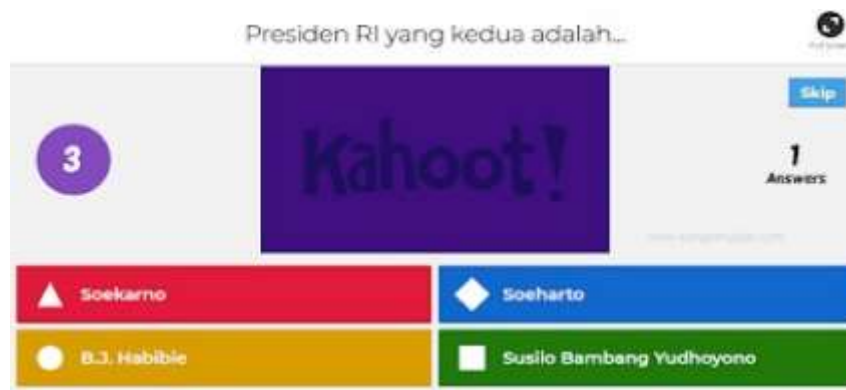 Presiden RI yang kedua adalah...
Skip
3
Kahoot!
1
Answers
Soekarno
Soeharto
B.J. Habibie
Susilo Bambang Yudhoyono